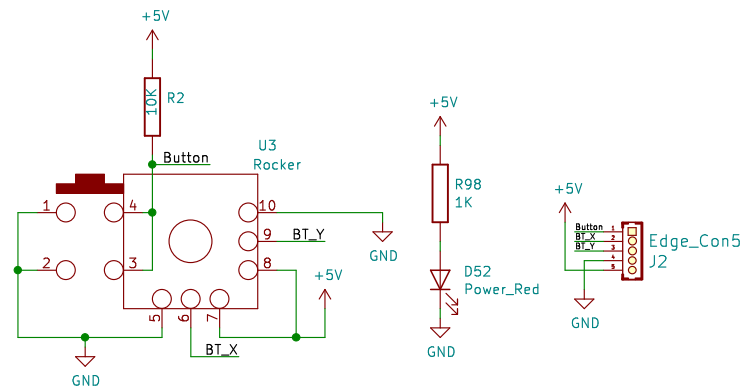 +5V
10K
R2
Button
U3
Rocker
1
4
10
9
BT_Y
2
3
8
5
6
7
BT_X
+5V
GND
GND
+5V
R98
1K
D52
Power_Red
GND
+5V
Button
BT_X
BT_Y
1
2
3
4
5
Edge_Con5
J2
GND